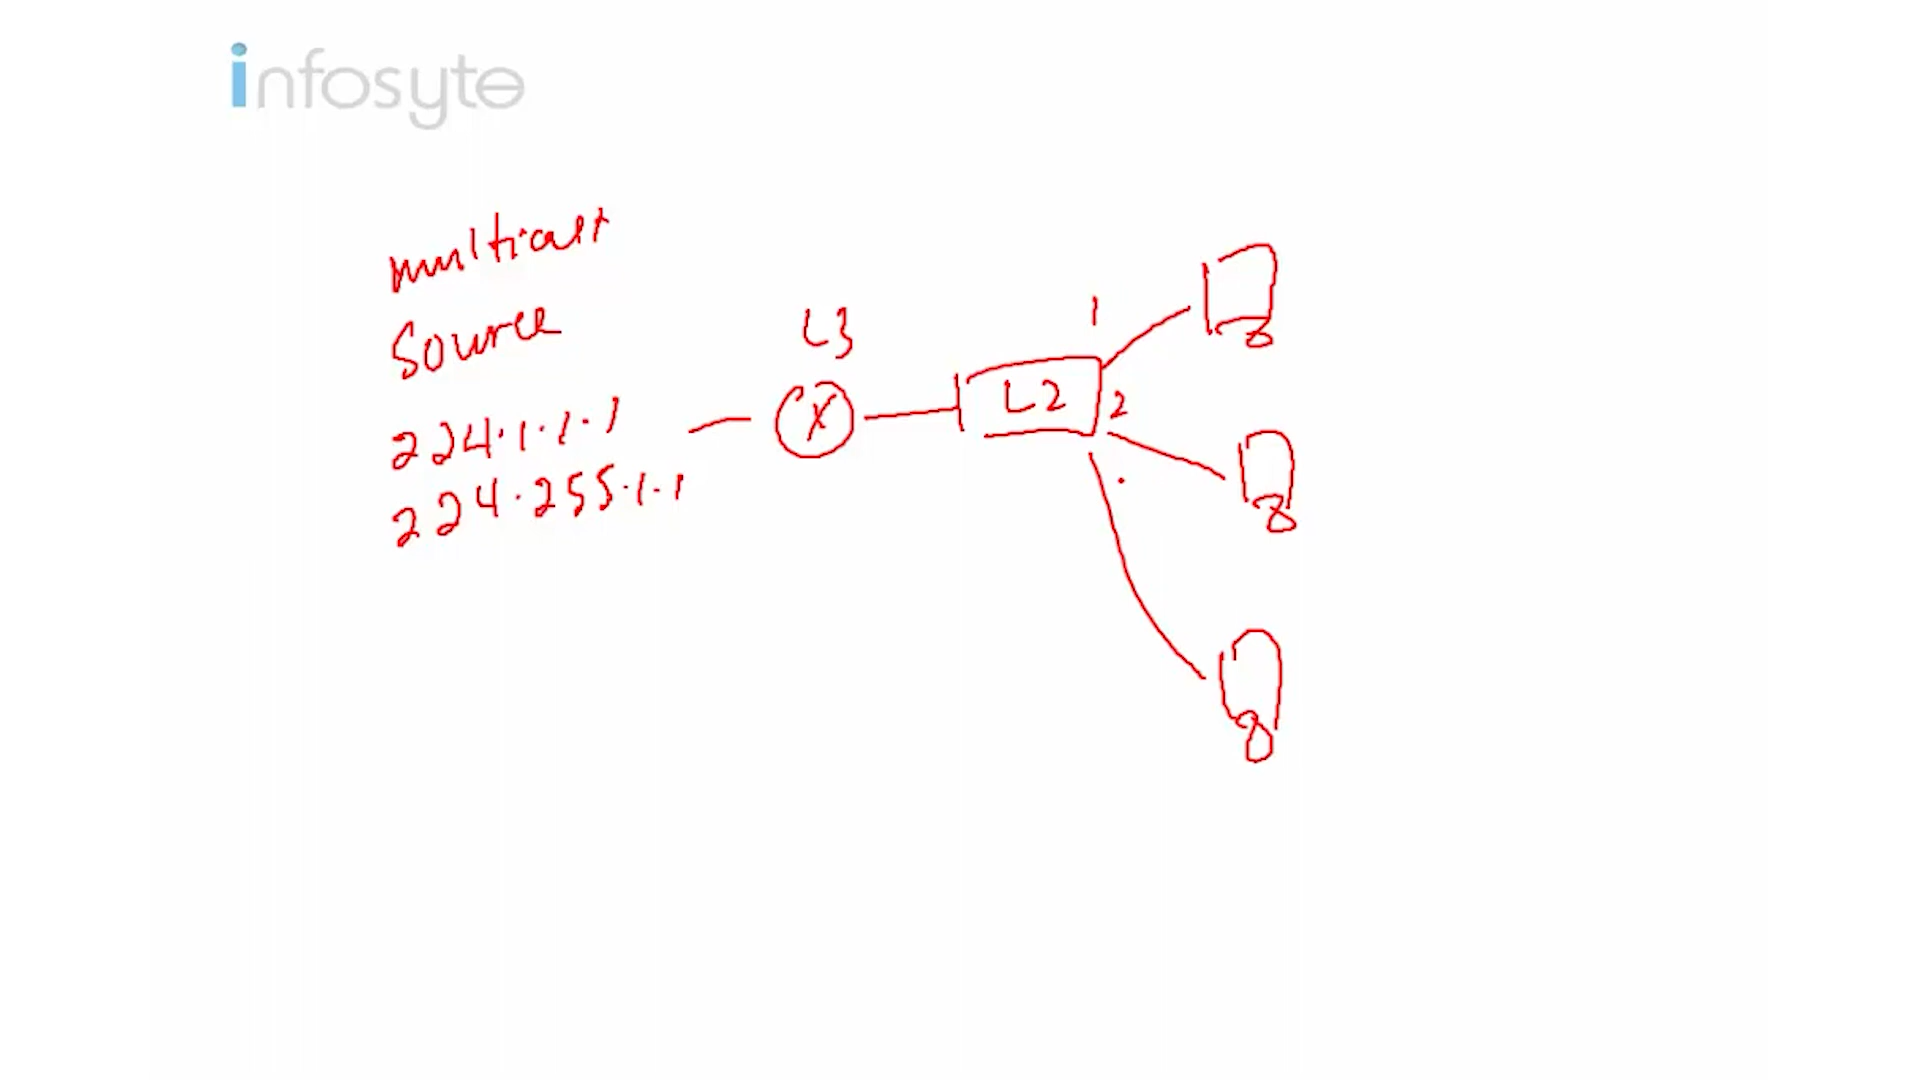 infosyte
multicast
Source
224.1.1.1
224.255.1.1
L3
X
L2
1
2